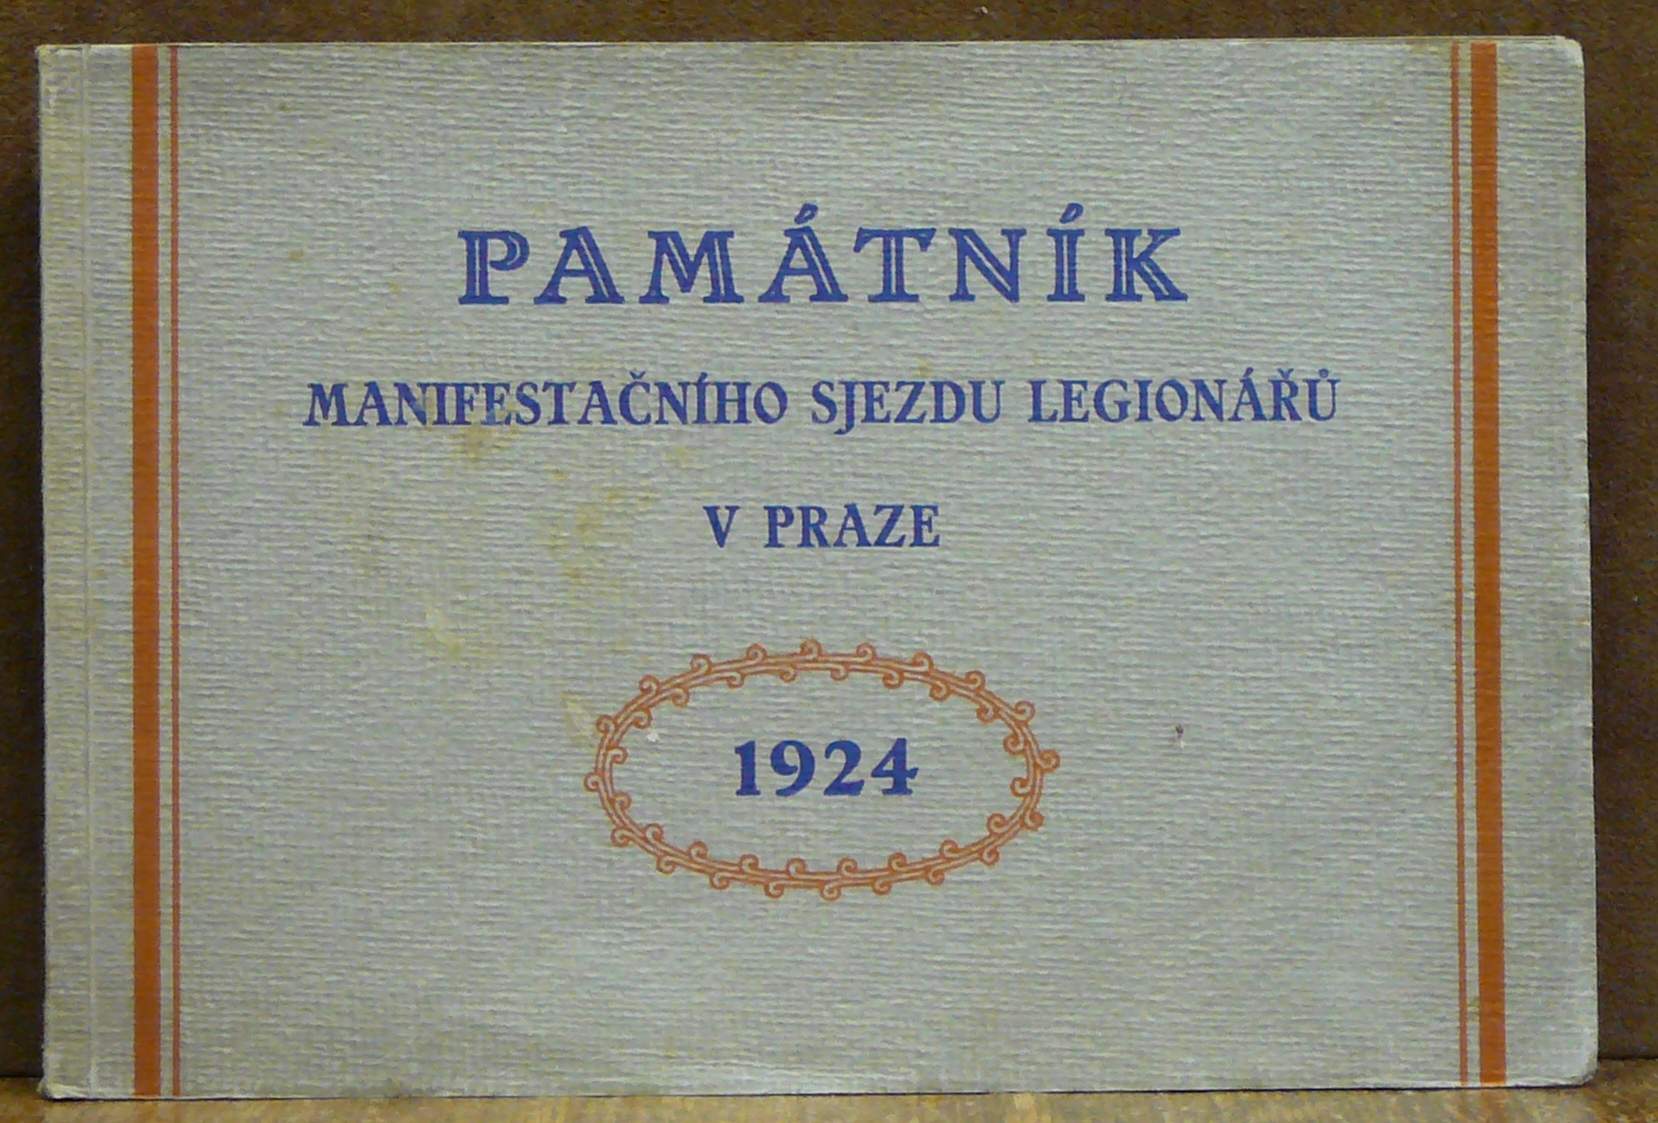 PAMÁTNÍK
MANIFESTAČNÍHO SJEZDU LEGIONÁŘŮ
V PRAZE
1924